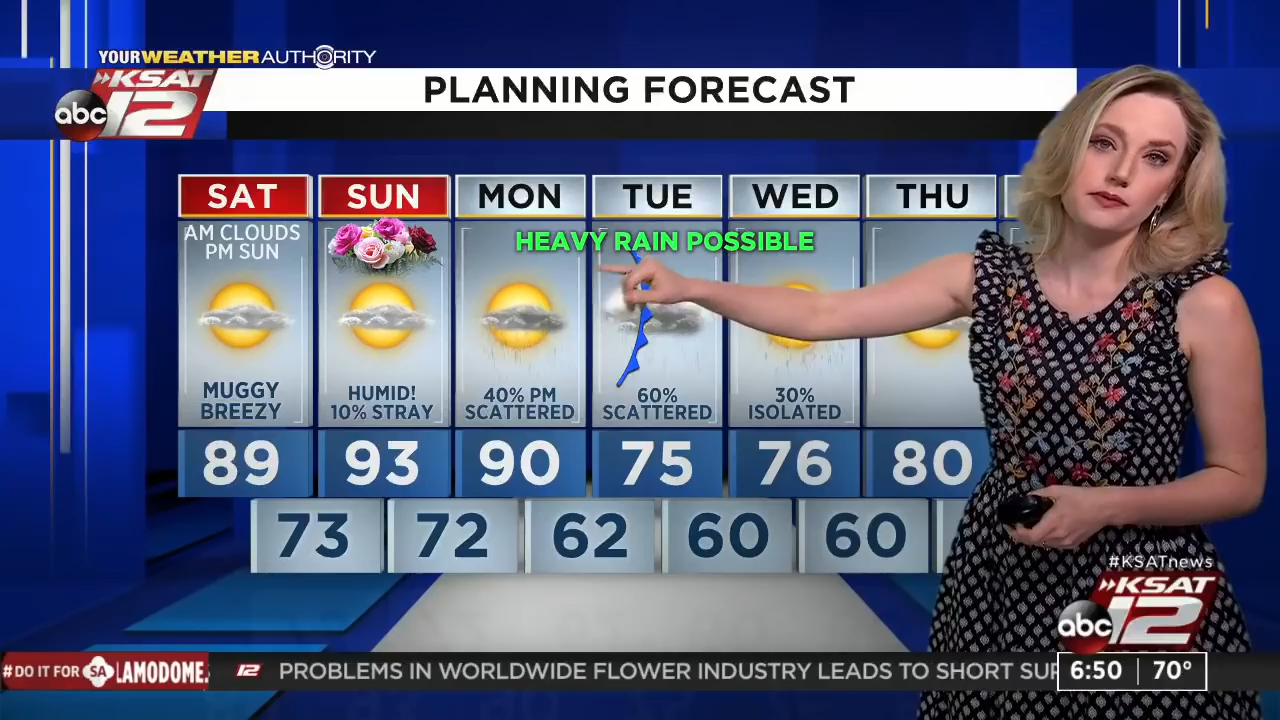 YOUR WEATHER AUTHORITY
KSAT
abc 12
PLANNING FORECAST
SAT SUN MON TUE WED THU
AM CLOUDS
PM SUN
HEAVY RAIN POSSIBLE
MUGGY
BREEZY
HUMID!
10% STRAY
40% PM
SCATTERED
60%
SCATTERED
30%
ISOLATED
89 93 90 75 76 80
73 72 62 60 60
#KSATnews
KSAT
abc 12
#DO IT FOR SA LAMODOME.
12 PROBLEMS IN WORLDWIDE FLOWER INDUSTRY LEADS TO SHORT
6:50 70°